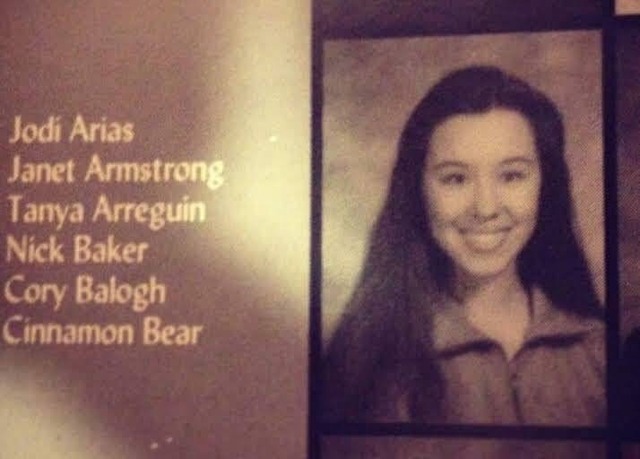 Jodi Arias
Janet Armstrong
Tanya Arreguin
Nick Baker
Cory Balogh
Cinnamon Bear